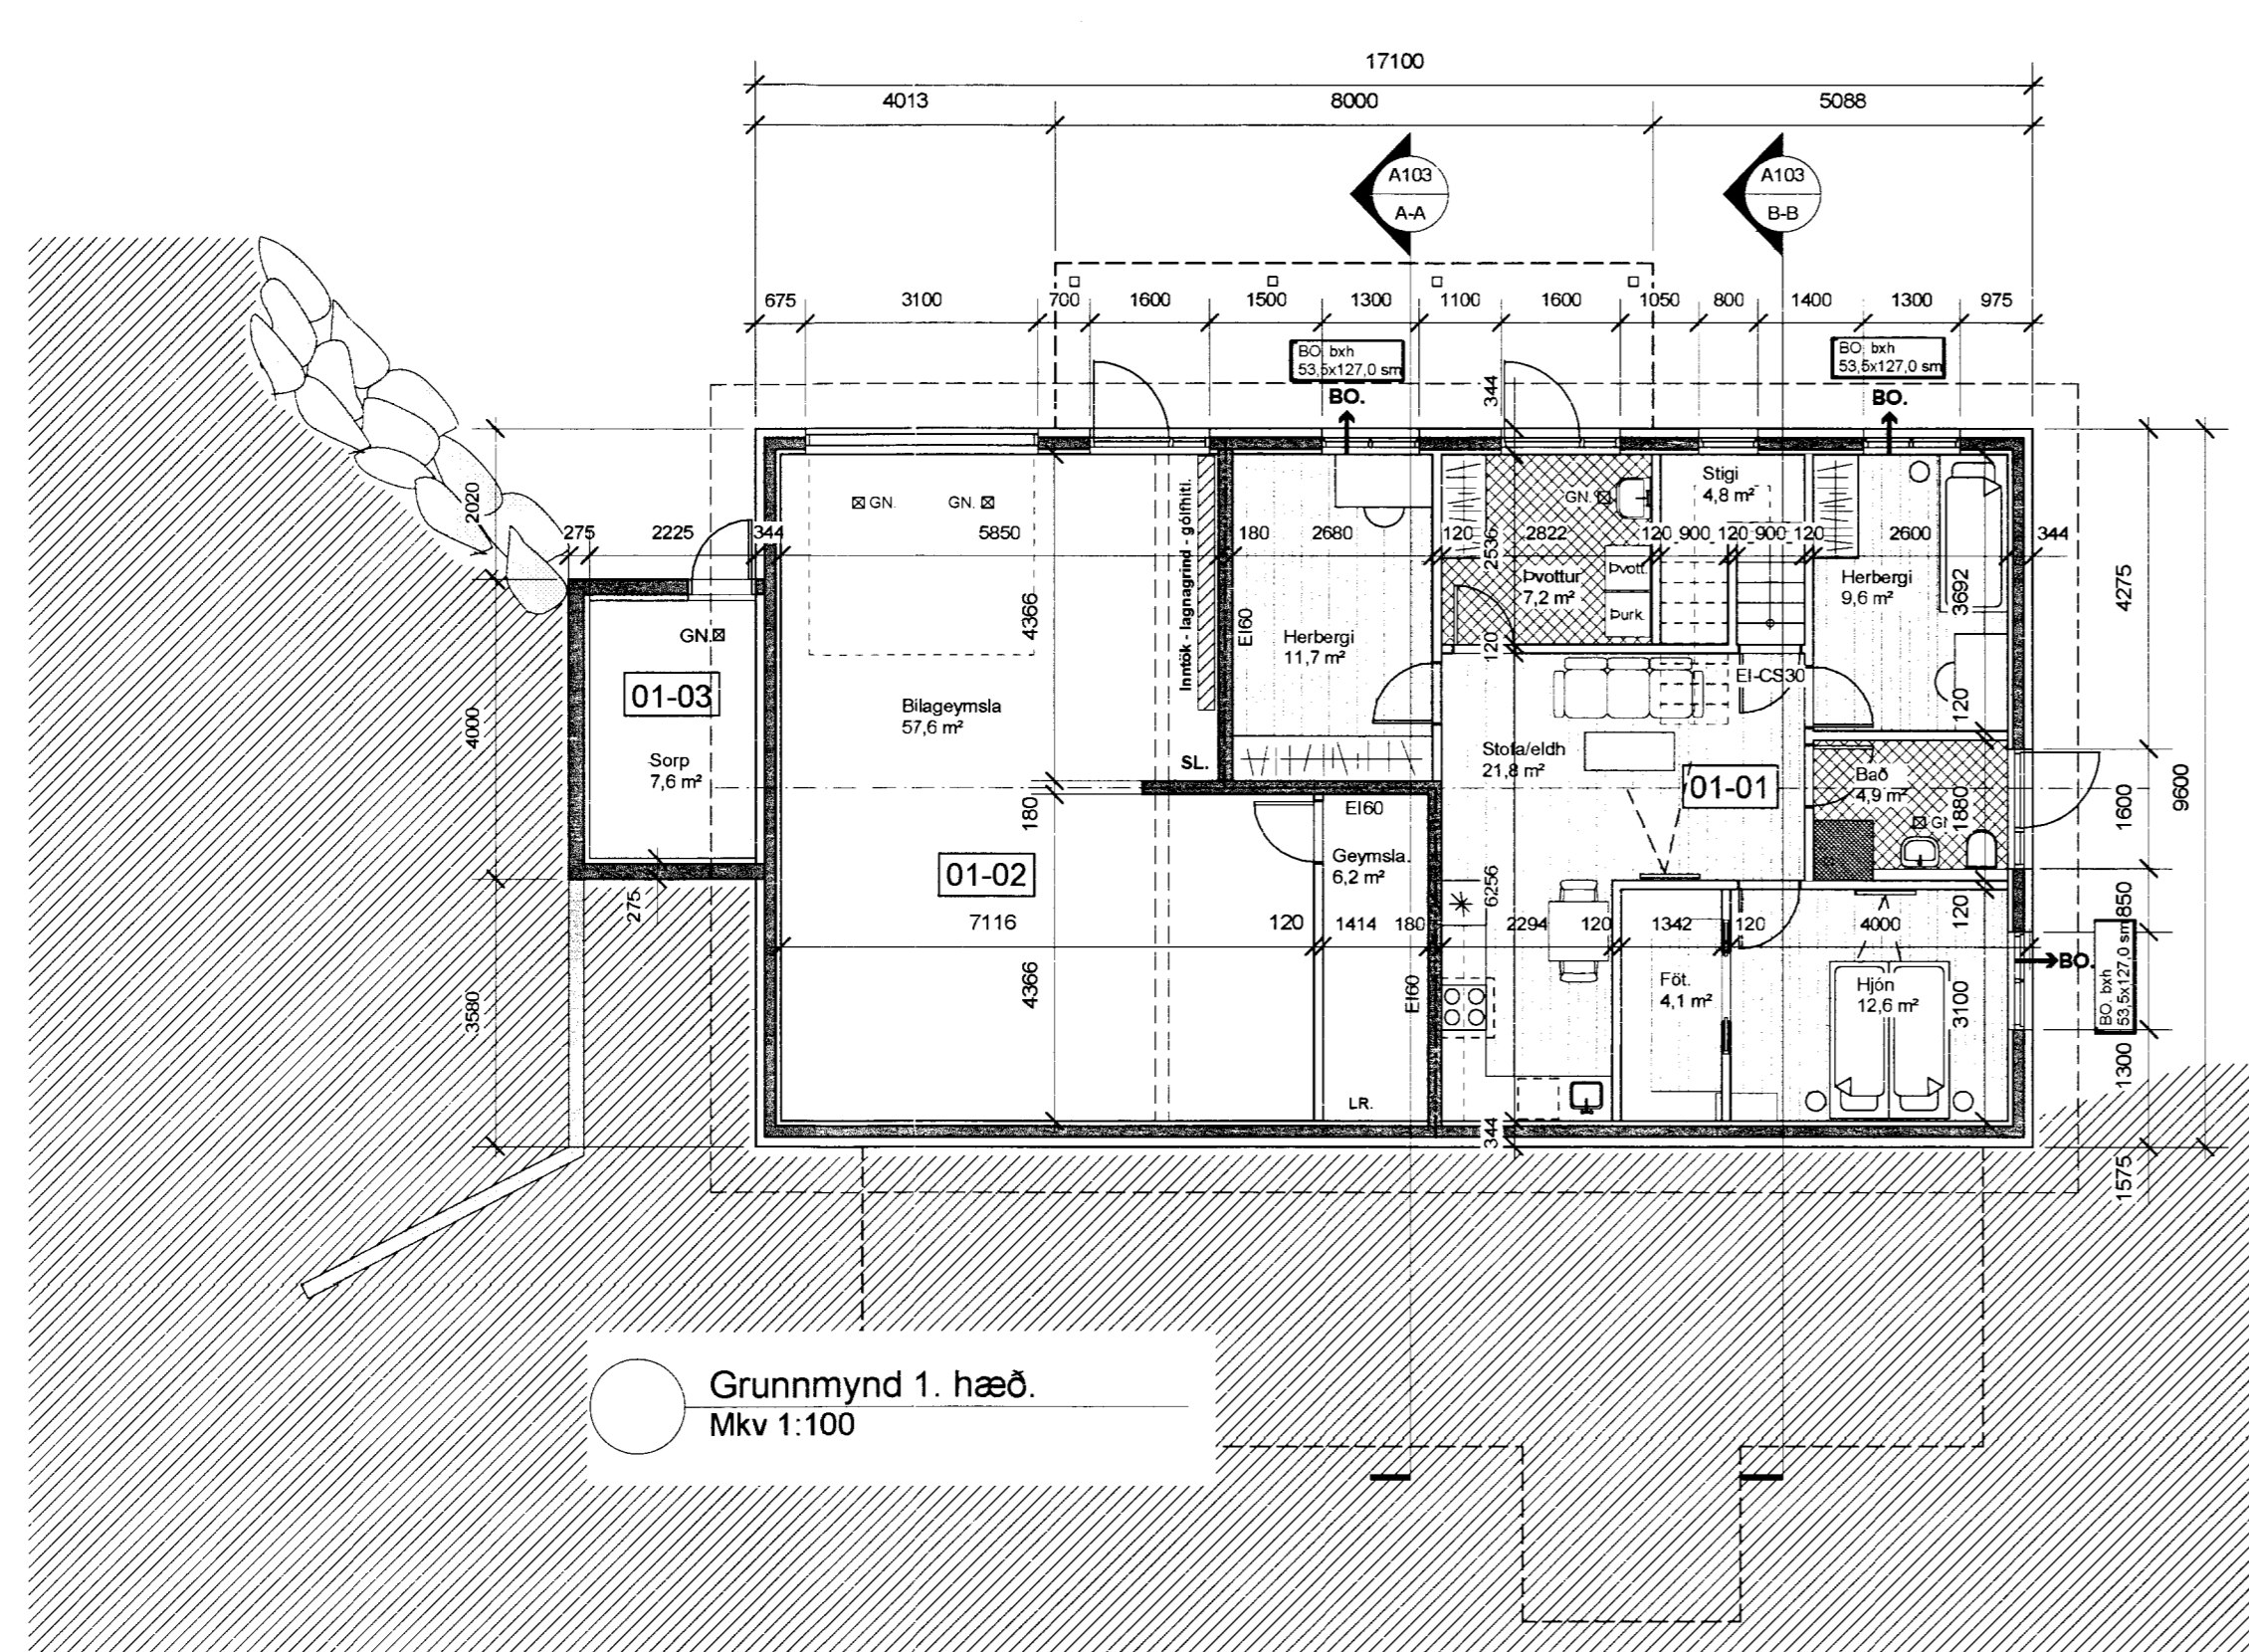 17100
4013
8000
5088
A103
A-A
A103
B-B
675
3100
700
1600
1500
1300
1100
1600
1050
800
1400
1300
975
BO. bxh
53,5x127,0 sm
BO.
BO. bxh
53,5x127,0 sm
BO.
344
2020
4000
3580
275
2225
344
5850
180
2680
120
2822
120
900
120
900
120
2600
344
GN.
GN.
GN.
Stigi
4,8 m²
2536
Þvottur
7,2 m²
Þvott.
Þurk.
Herbergi
9,6 m²
3692
4275
9600
4366
Inntök - lagnagrind - gólfhiti.
EI60
Herbergi
11,7 m²
120
EI-CS30
120
GN.
01-03
Sorp
7,6 m²
Bílageymsla
57,6 m²
SL.
Stofa/eldh
21,8 m²
01-01
Bað
4,9 m²
1880
1600
180
EI60
Geymsla.
6,2 m²
01-02
275
6256
7116
120
1414
180
2294
120
1342
120
4000
120
850
BO.
BO. bxh
53,5x127,0 sm
4366
EI60
Föt.
4,1 m²
Hjón
12,6 m²
3100
1300
LR.
344
1575
Grunnmynd 1. hæð.
Mkv 1:100